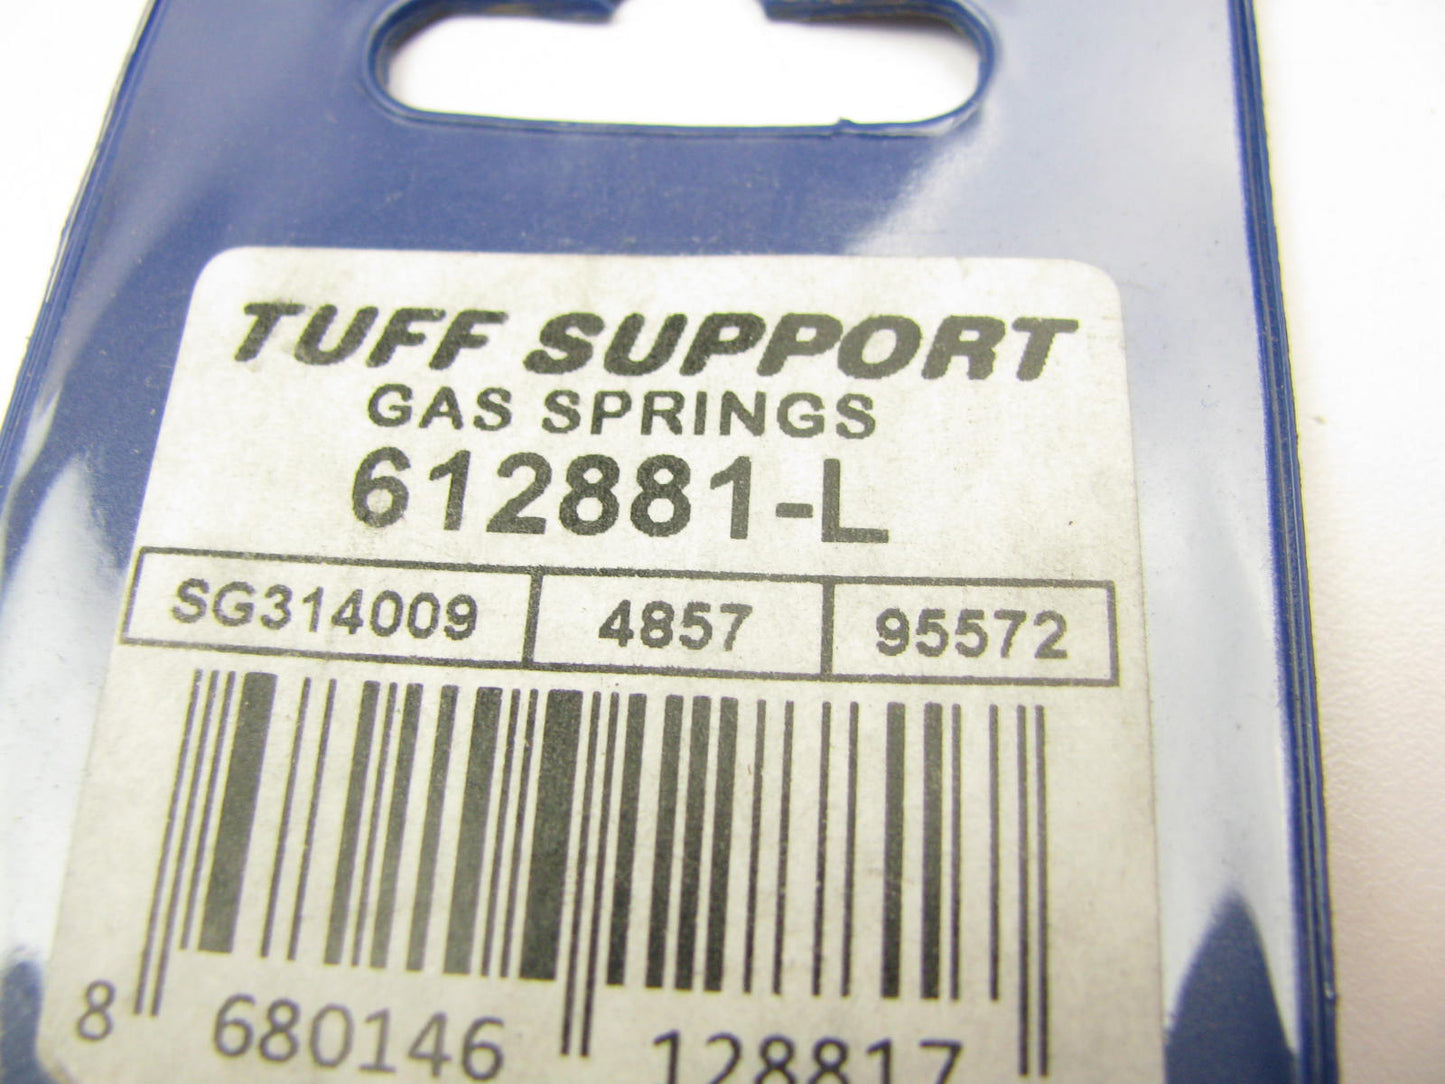 TUFF SUPPORT
GAS SPRINGS
612881-L
SG314009 4857 95572
8 680146 128817